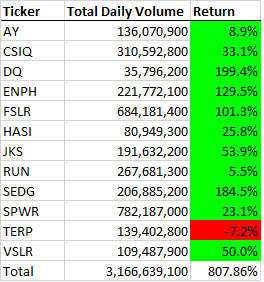 Ticker Total Daily Volume Return
AY 136,070,900 8.9%
CSIQ 310,592,800 33.1%
DQ 35,796,200 199.4%
ENPH 221,772,100 129.5%
FSLR 684,181,400 101.3%
HASI 80,949,300 25.8%
JKS 191,632,200 53.9%
RUN 267,681,300 5.5%
SEDG 206,885,200 184.5%
SPWR 782,187,000 23.1%
TERP 139,402,800 -7.2%
VSLR 109,487,900 50.0%
Total 3,166,639,100 807.86%